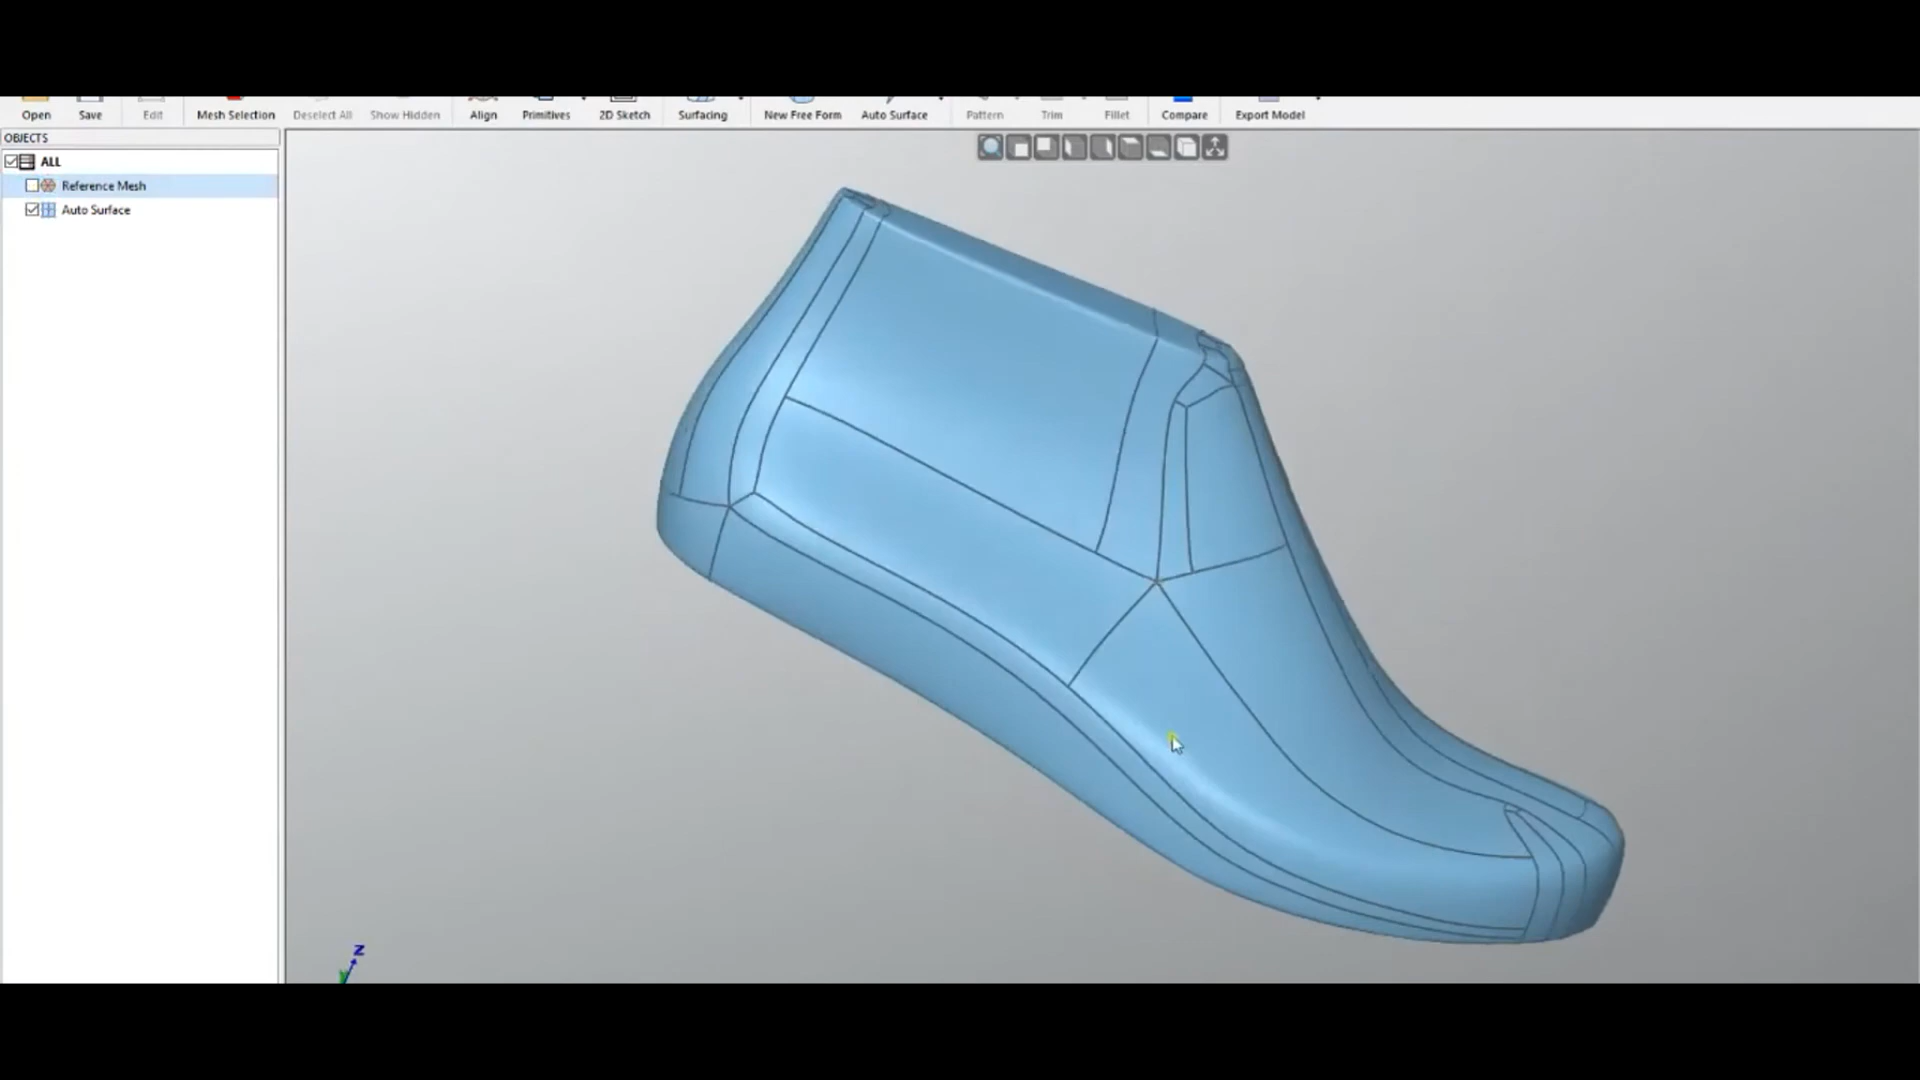 Open Save Edit Mesh Selection Deselect All Show Hidden Align Primitives 2D Sketch Surfacing New Free Form Auto Surface Pattern Trim Fillet Compare Export Model
OBJECTS
ALL
Reference Mesh
Auto Surface
Z